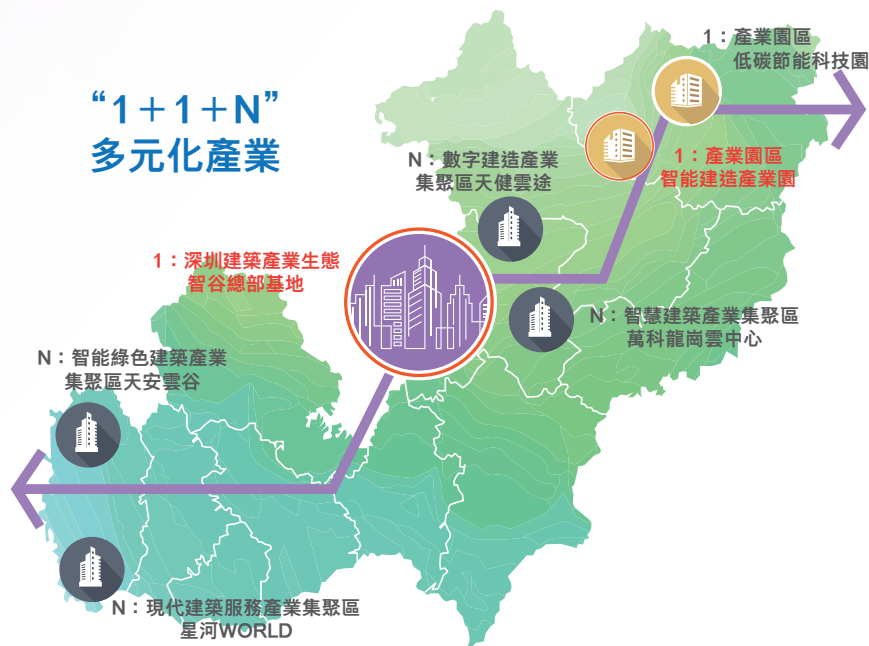 “1＋1＋N”
多元化產業
1：產業園區
低碳節能科技園
1：產業園區
智能建造產業園
N：數字建造產業
集聚區天健雲途
1：深圳建築產業生態
智谷總部基地
N：智慧建築產業集聚區
萬科龍崗雲中心
N：智能綠色建築產業
集聚區天安雲谷
N：現代建築服務產業集聚區
星河WORLD